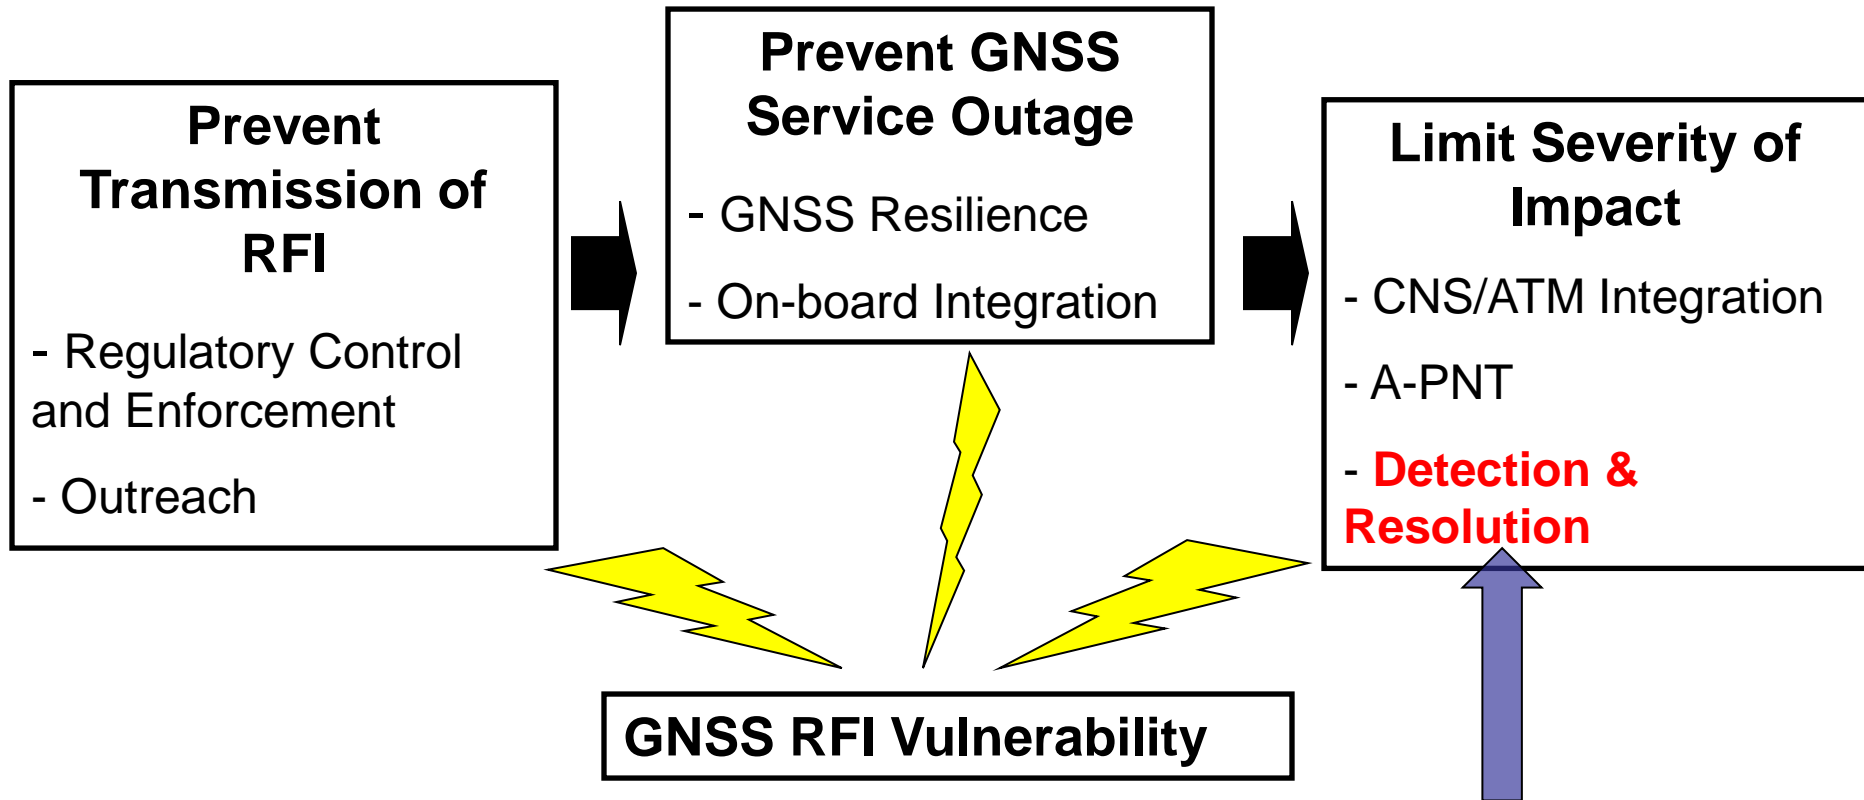 Prevent
Transmission of
RFI
- Regulatory Control
and Enforcement
- Outreach
Prevent GNSS
Service Outage
- GNSS Resilience
- On-board Integration
Limit Severity of
Impact
- CNS/ATM Integration
- A-PNT
- Detection &
Resolution
GNSS RFI Vulnerability